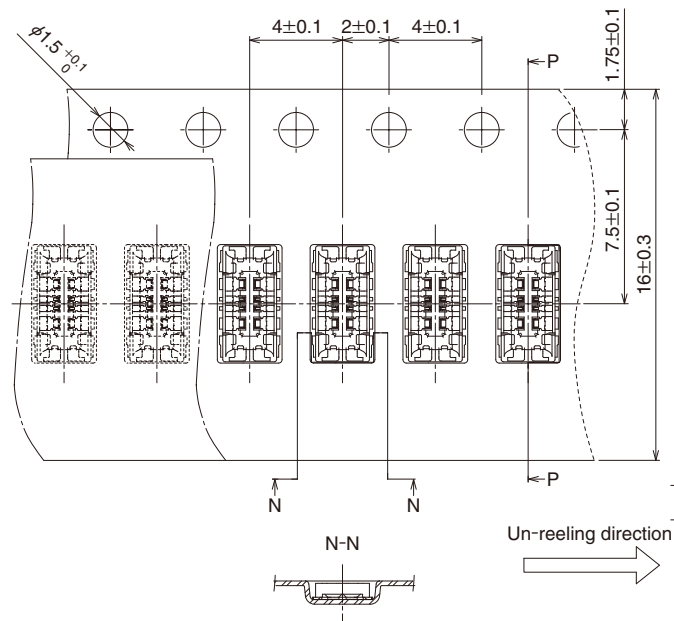 φ1.5 +0.1 0
4±0.1
2±0.1
4±0.1
P
1.75±0.1
7.5±0.1
16±0.3
N
N
P
N-N
Un-reeling direction